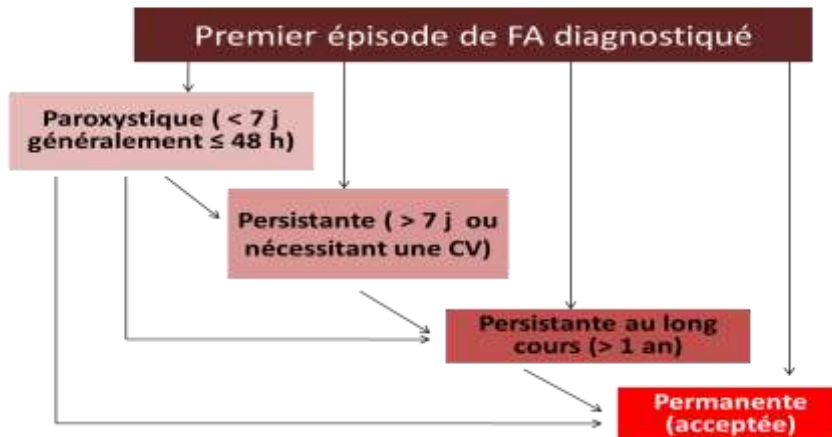 Premier épisode de FA diagnostiqué
Paroxystique ( < 7 j
généralement ≤ 48 h)
Persistante ( > 7 j  ou
nécessitant une CV)
Persistante au long
cours (> 1 an)
Permanente
(acceptée)